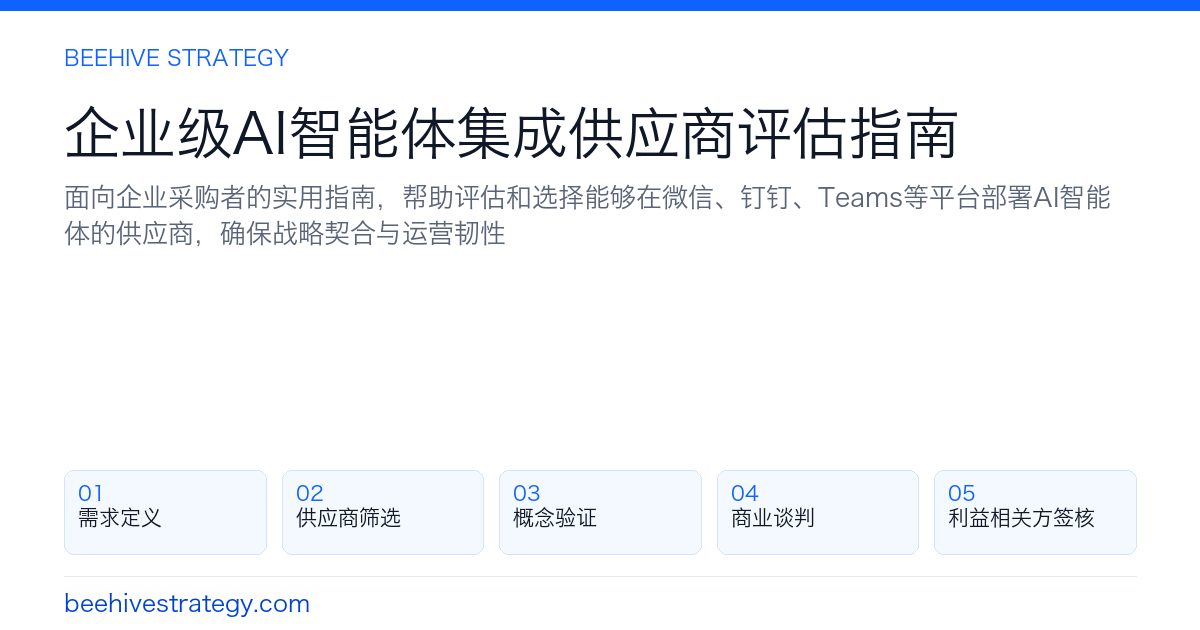 BEEHIVE STRATEGY
企业级AI智能体集成供应商评估指南
面向企业采购者的实用指南，帮助评估和选择能够在微信、钉钉、Teams等平台部署AI智能
体的供应商，确保战略契合与运营韧性
01
需求定义
02
供应商筛选
03
概念验证
04
商业谈判
05
利益相关方签核
beehivestrategy.com